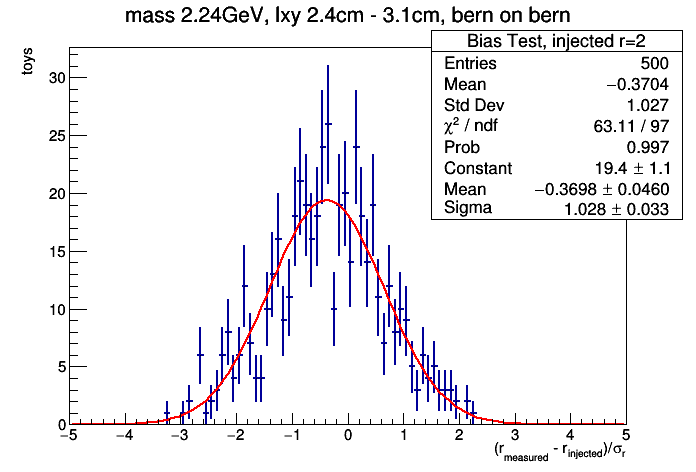 mass 2.24GeV, lxy 2.4cm - 3.1cm, bern on bern
Bias Test, injected r=2
Entries 500
Mean −0.3704
Std Dev 1.027
χ² / ndf 63.11 / 97
Prob 0.997
Constant 19.4 ± 1.1
Mean −0.3698 ± 0.0460
Sigma 1.028 ± 0.033
toys
30
25
20
15
10
5
0
−5 −4 −3 −2 −1 0 1 2 3 4 5
(r_measured - r_injected)/σ_r